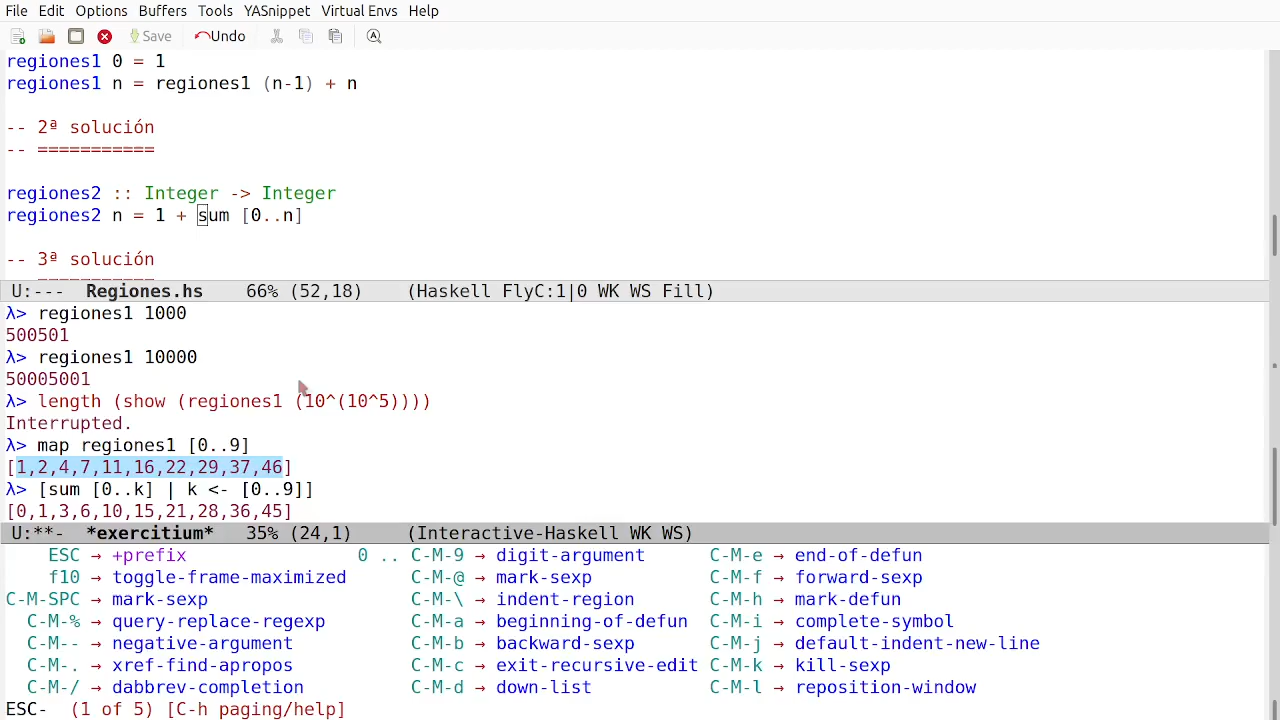 File Edit Options Buffers Tools YASnippet Virtual Envs Help
Save Undo
regiones1 0 = 1
regiones1 n = regiones1 (n-1) + n
-- 2ª solución
-- ===========
regiones2 :: Integer -> Integer
regiones2 n = 1 + sum [0..n]
-- 3ª solución
-- ===========
U:--- Regiones.hs 66% (52,18) (Haskell FlyC:1|0 WK WS Fill)
λ> regiones1 1000
500501
λ> regiones1 10000
50005001
λ> length (show (regiones1 (10^(10^5))))
Interrupted.
λ> map regiones1 [0..9]
[1,2,4,7,11,16,22,29,37,46]
λ> [sum [0..k] | k <- [0..9]]
[0,1,3,6,10,15,21,28,36,45]
U:**- *exercitium* 35% (24,1) (Interactive-Haskell WK WS)
ESC → +prefix 0 .. C-M-9 → digit-argument C-M-e → end-of-defun
f10 → toggle-frame-maximized C-M-@ → mark-sexp C-M-f → forward-sexp
C-M-SPC → mark-sexp C-M-\ → indent-region C-M-h → mark-defun
C-M-% → query-replace-regexp C-M-a → beginning-of-defun C-M-i → complete-symbol
C-M-- → negative-argument C-M-b → backward-sexp C-M-j → default-indent-new-line
C-M-. → xref-find-apropos C-M-c → exit-recursive-edit C-M-k → kill-sexp
C-M-/ → dabbrev-completion C-M-d → down-list C-M-l → reposition-window
ESC- (1 of 5) [C-h paging/help]